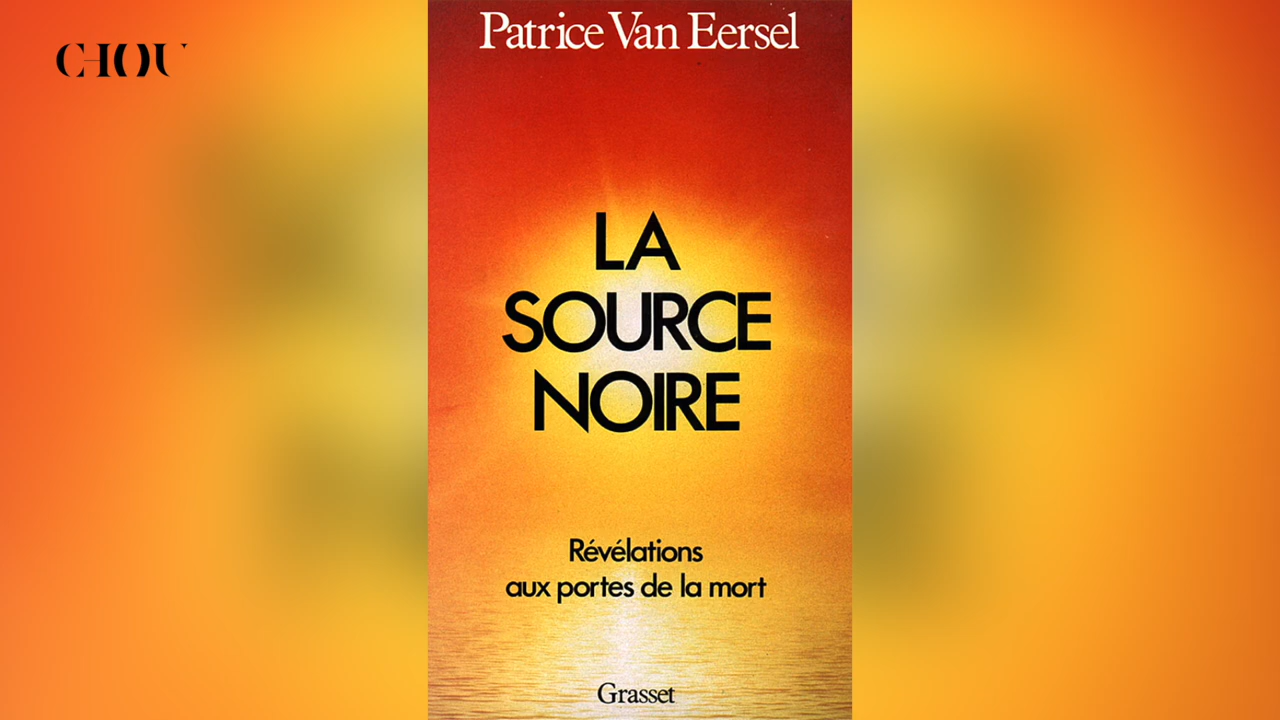 CHOU
Patrice Van Eersel
LA
SOURCE
NOIRE
Révélations
aux portes de la mort
Grasset